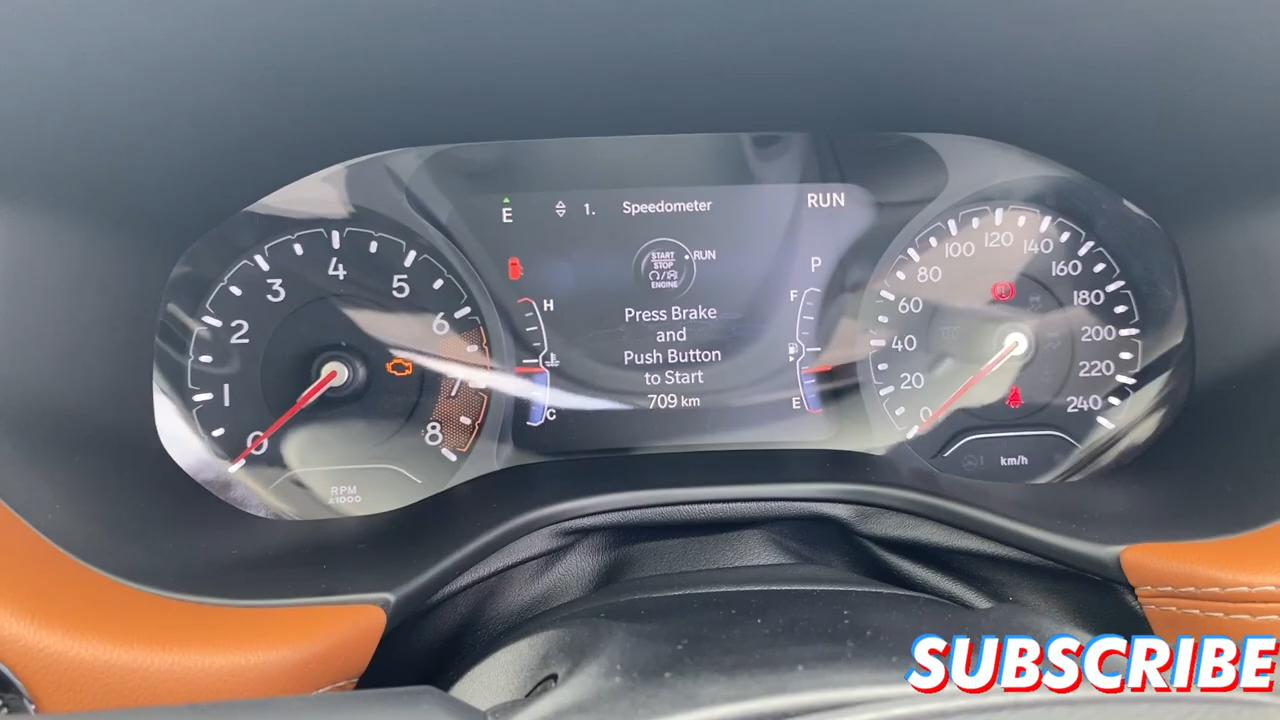 E
1. Speedometer
RUN
START
STOP
ENGINE
RUN
P
H
C
F
E
Press Brake
and
Push Button
to Start
709 km
0
1
2
3
4
5
6
7
8
RPM
x1000
0
20
40
60
80
100
120
140
160
180
200
220
240
km/h
SUBSCRIBE